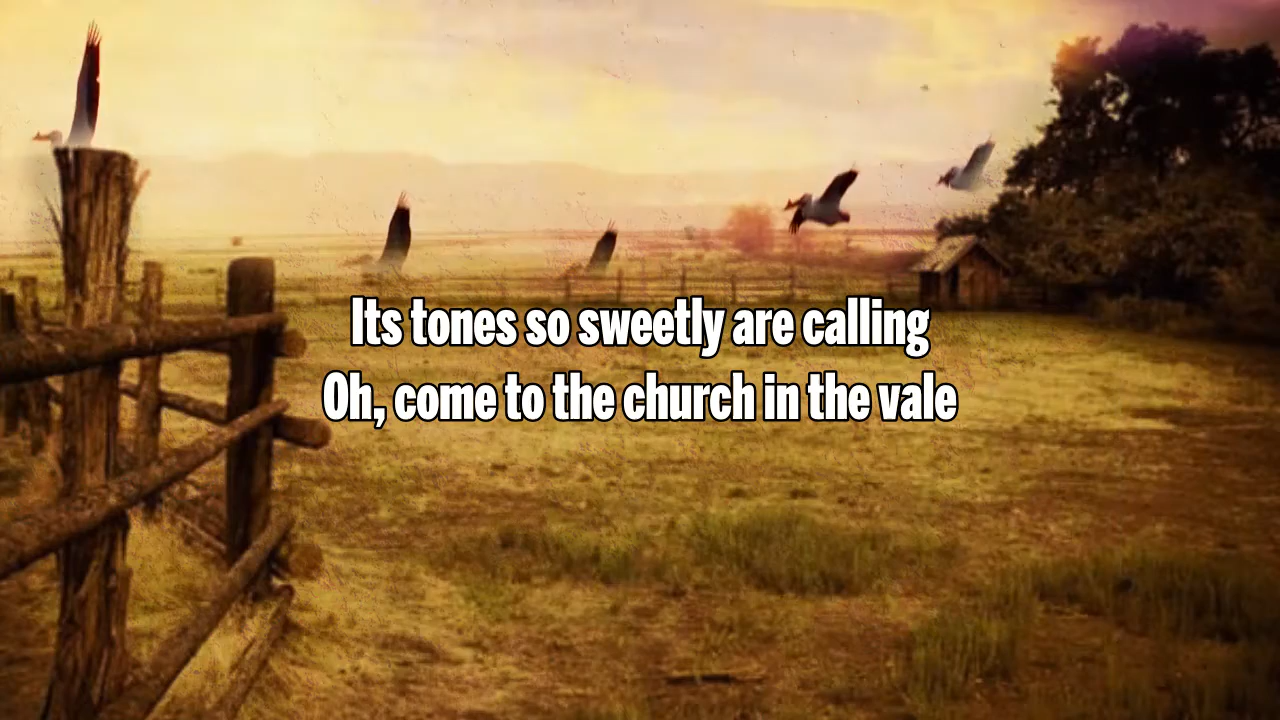 Its tones so sweetly are calling
Oh, come to the church in the vale